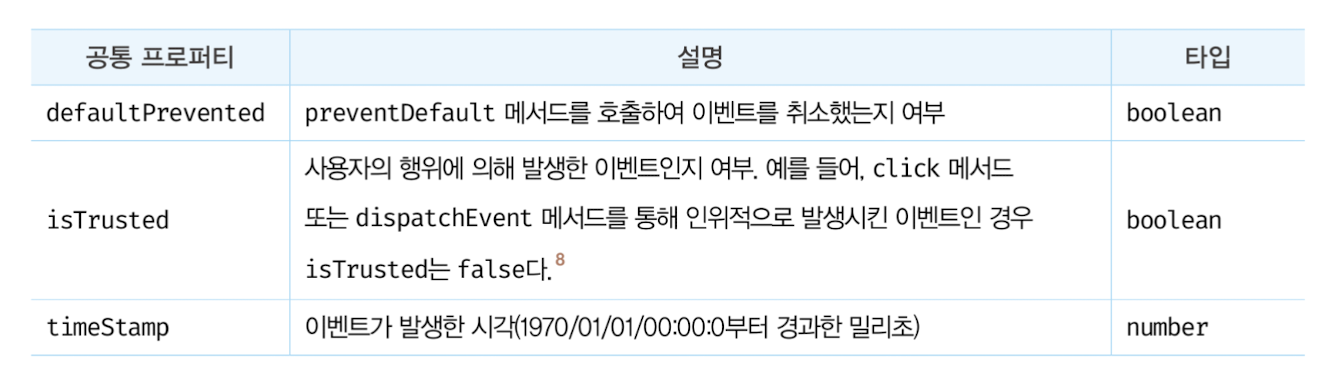 공통 프로퍼티 설명 타입
defaultPrevented preventDefault 메서드를 호출하여 이벤트를 취소했는지 여부 boolean
사용자의 행위에 의해 발생한 이벤트인지 여부. 예를 들어, click 메서드
또는 dispatchEvent 메서드를 통해 인위적으로 발생시킨 이벤트인 경우
isTrusted boolean
isTrusted는 false다.8
timeStamp 이벤트가 발생한 시각(1970/01/01/00:00:0부터 경과한 밀리초) number